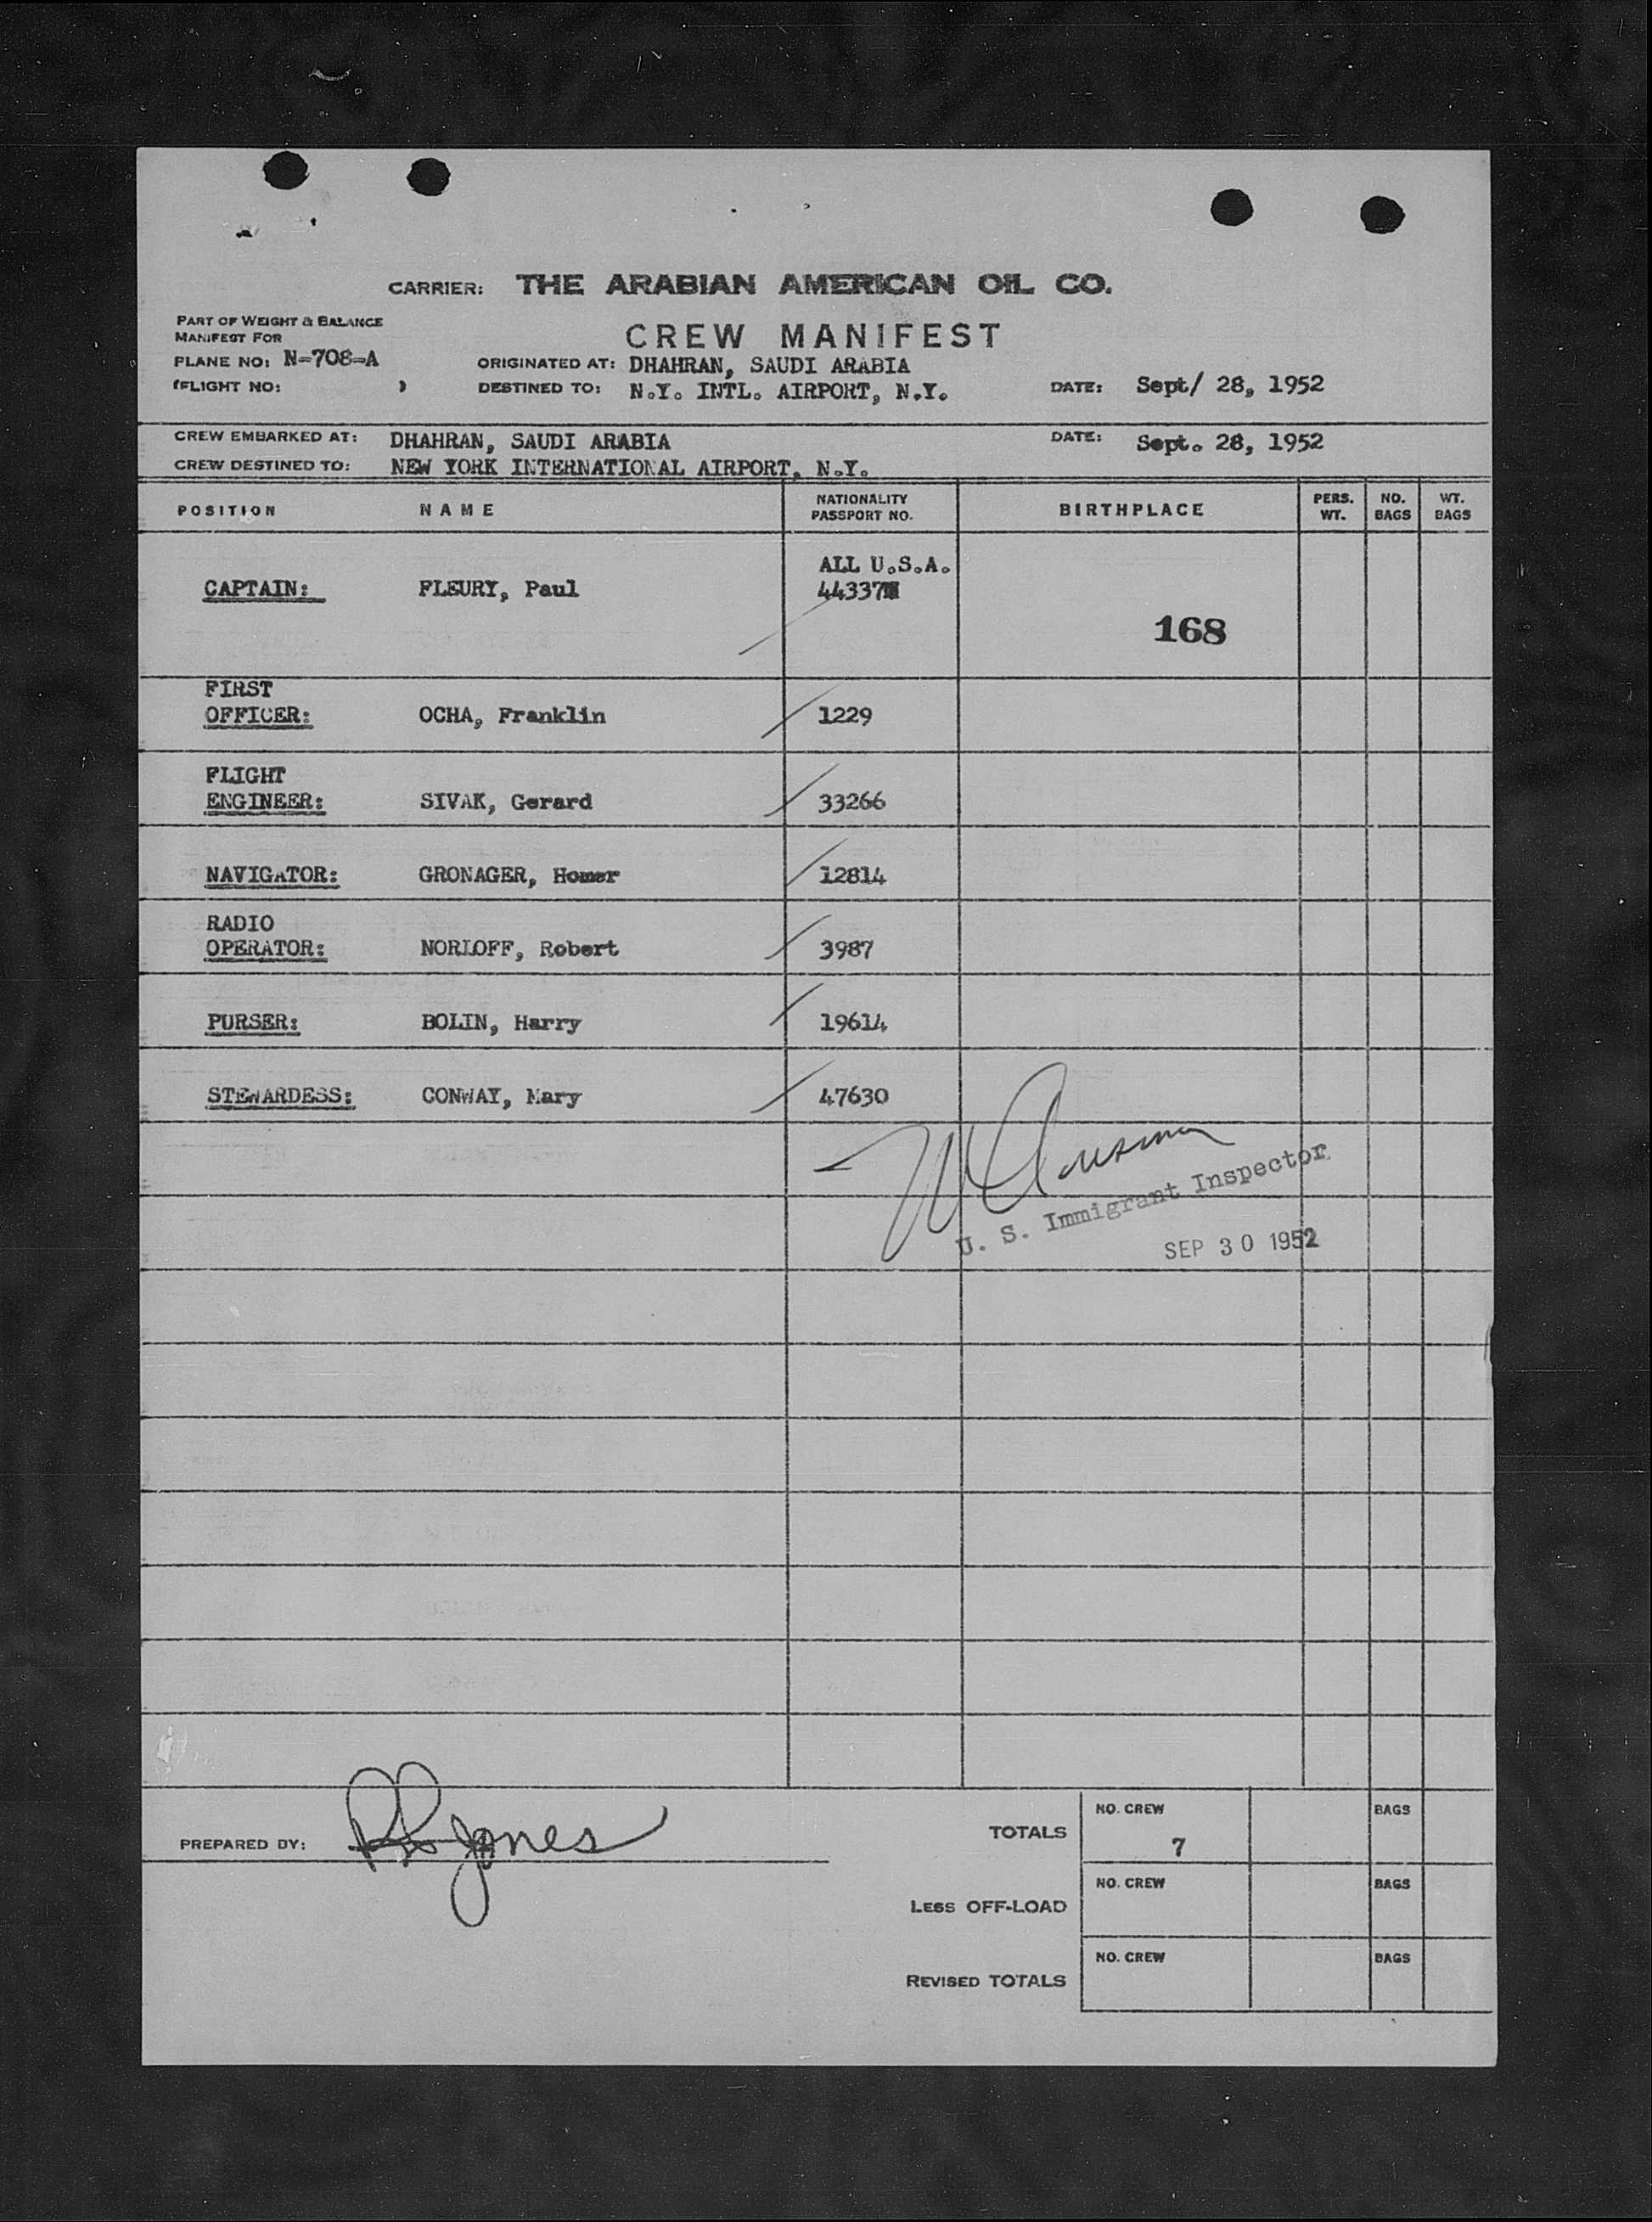 CARRIER: THE ARABIAN AMERICAN OIL CO.
PART OF WEIGHT & BALANCE
MANIFEST FOR
CREW MANIFEST
PLANE NO: N-708-A ORIGINATED AT: DHAHRAN, SAUDI ARABIA
(FLIGHT NO: ) DESTINED TO: N.Y. INTL. AIRPORT, N.Y. DATE: Sept/ 28, 1952
CREW EMBARKED AT: DHAHRAN, SAUDI ARABIA DATE: Sept. 28, 1952
CREW DESTINED TO: NEW YORK INTERNATIONAL AIRPORT, N.Y.
POSITION NAME NATIONALITY PASSPORT NO. BIRTHPLACE PERS. WT. NO. BAGS WT. BAGS
ALL U.S.A.
CAPTAIN: FLEURY, Paul 44337
168
FIRST
OFFICER: OCHA, Franklin 1229
FLIGHT
ENGINEER: SIVAK, Gerard 33266
NAVIGATOR: GRONAGER, Homer 12814
RADIO
OPERATOR: NORLOFF, Robert 3987
PURSER: BOLIN, Harry 19614
STEWARDESS: CONWAY, Mary 47630
U. S. Immigrant Inspector
SEP 30 1952
PREPARED BY: RR Jones
TOTALS NO. CREW 7 BAGS
LESS OFF-LOAD NO. CREW BAGS
REVISED TOTALS NO. CREW BAGS